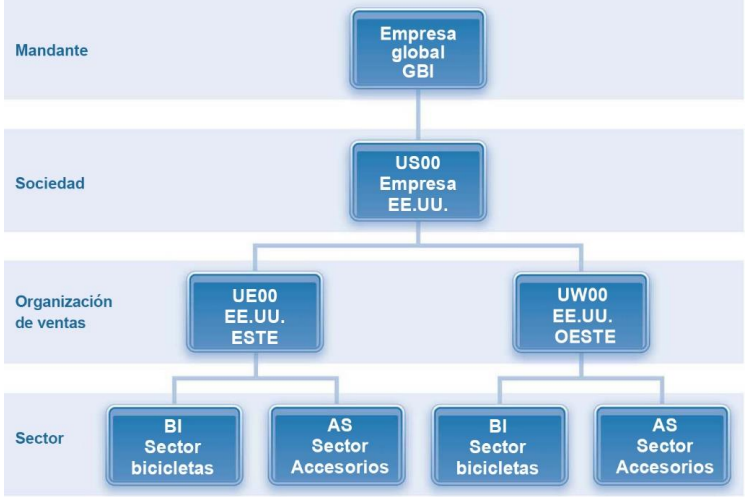 Mandante
Empresa
global
GBI
Sociedad
US00
Empresa
EE.UU.
Organización
de ventas
UE00
EE.UU.
ESTE
UW00
EE.UU.
OESTE
Sector
BI
Sector
bicicletas
AS
Sector
Accesorios
BI
Sector
bicicletas
AS
Sector
Accesorios